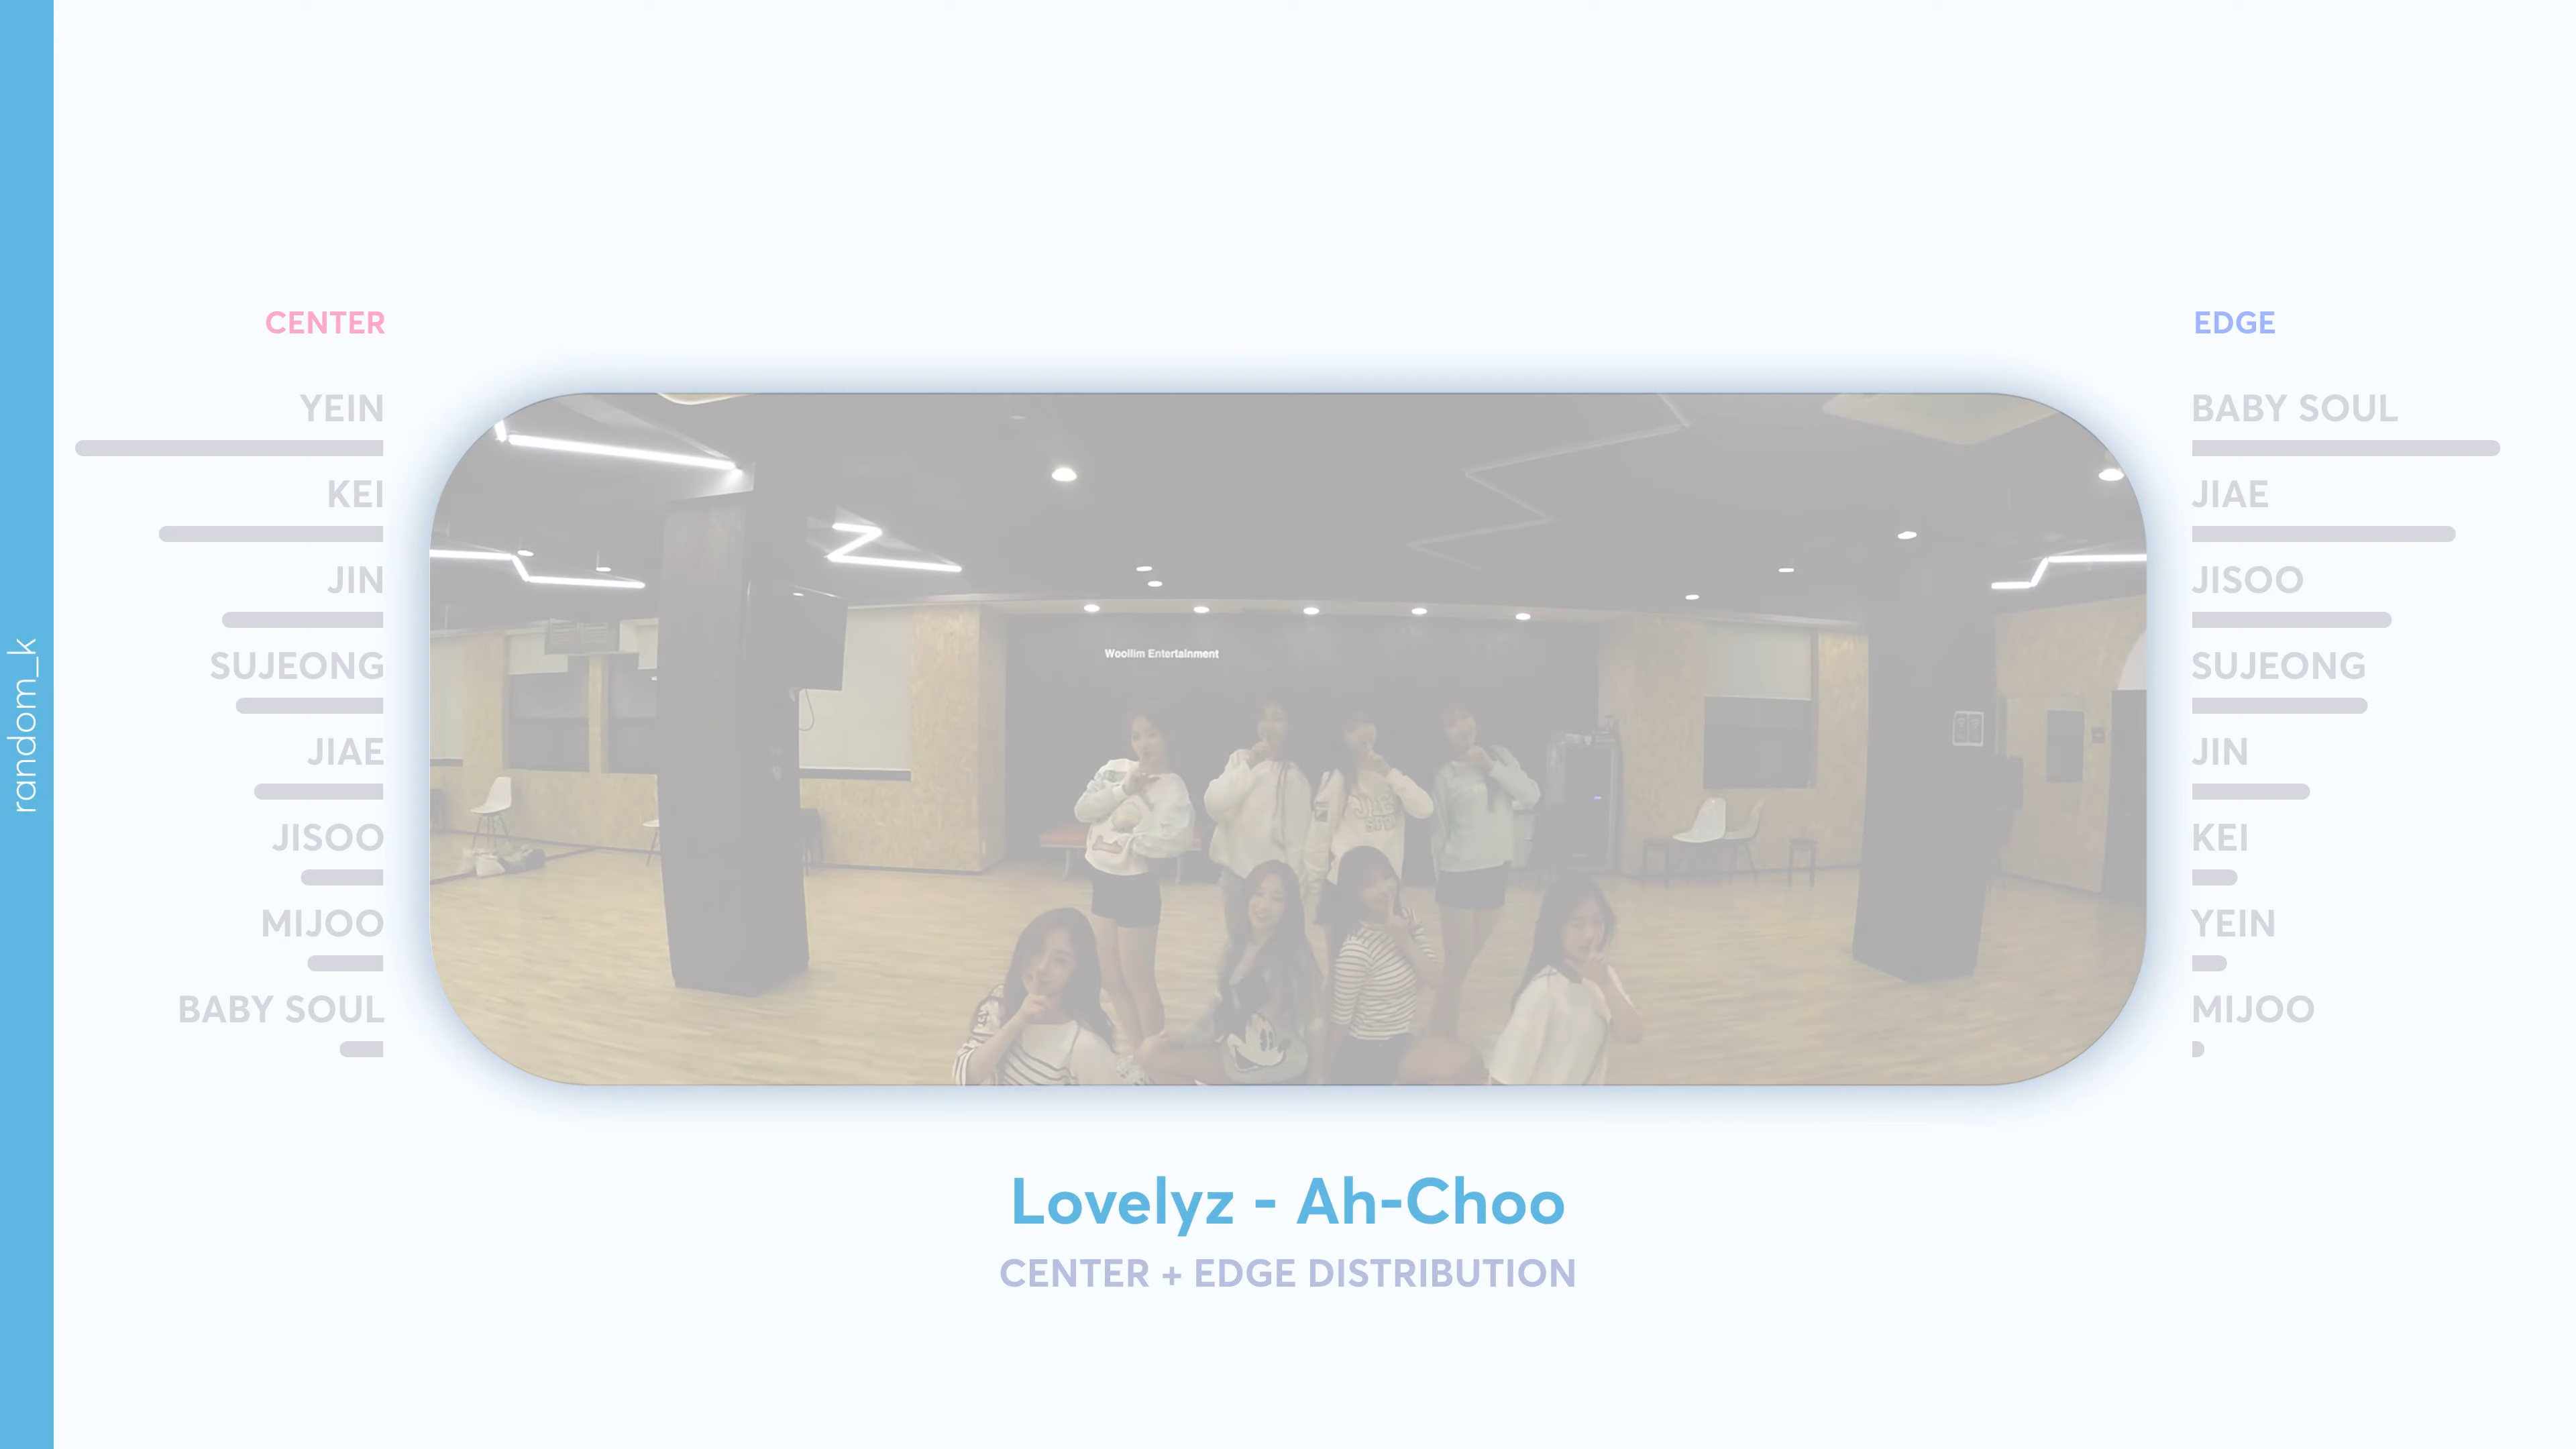 random_k
CENTER
YEIN
KEI
JIN
SUJEONG
JIAE
JISOO
MIJOO
BABY SOUL
Woollim Entertainment
EDGE
BABY SOUL
JIAE
JISOO
SUJEONG
JIN
KEI
YEIN
MIJOO
Lovelyz - Ah-Choo
CENTER + EDGE DISTRIBUTION